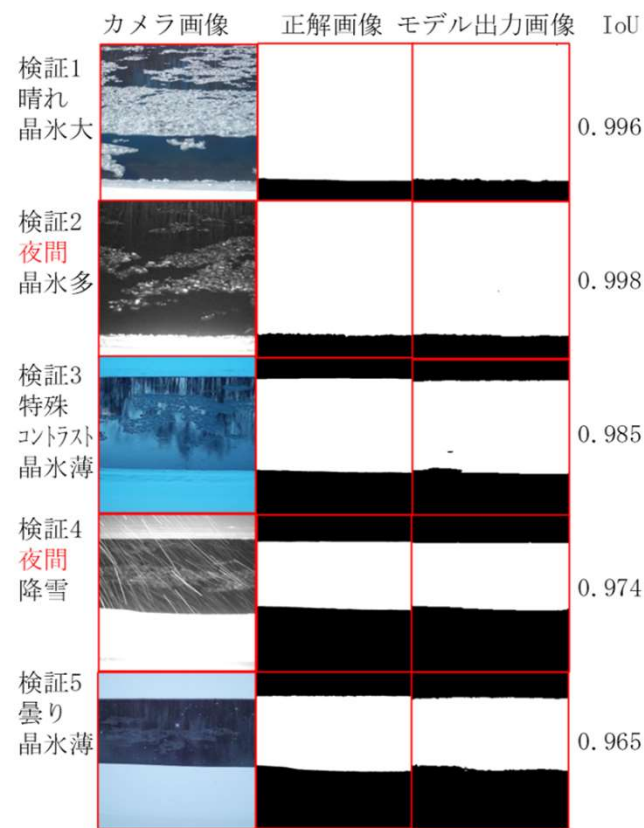 カメラ画像 正解画像 モデル出力画像 IoU
検証1
晴れ
晶氷大
0.996
検証2
夜間
晶氷多
0.998
検証3
特殊
コントラスト
晶氷薄
0.985
検証4
夜間
降雪
0.974
検証5
曇り
晶氷薄
0.965